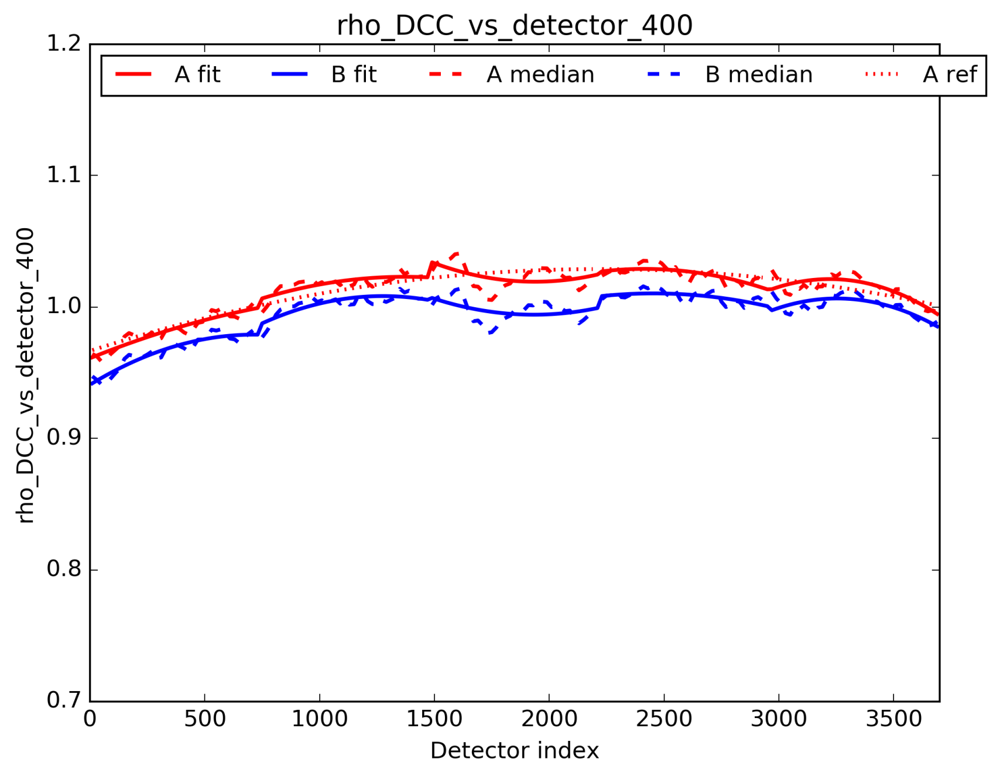 rho_DCC_vs_detector_400
A fit B fit A median B median A ref
1.2
1.1
1.0
0.9
0.8
0.7
rho_DCC_vs_detector_400
0 500 1000 1500 2000 2500 3000 3500
Detector index